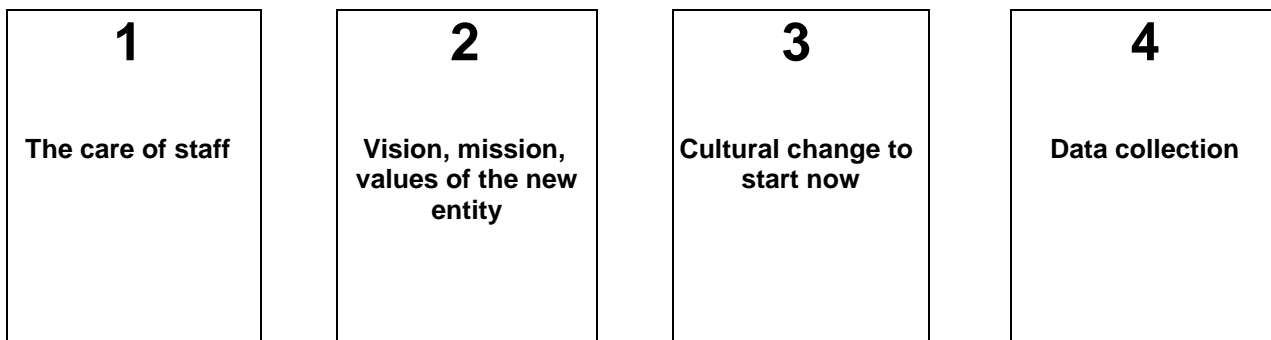 1
The care of staff
2
Vision, mission,
values of the new
entity
3
Cultural change to
start now
4
Data collection